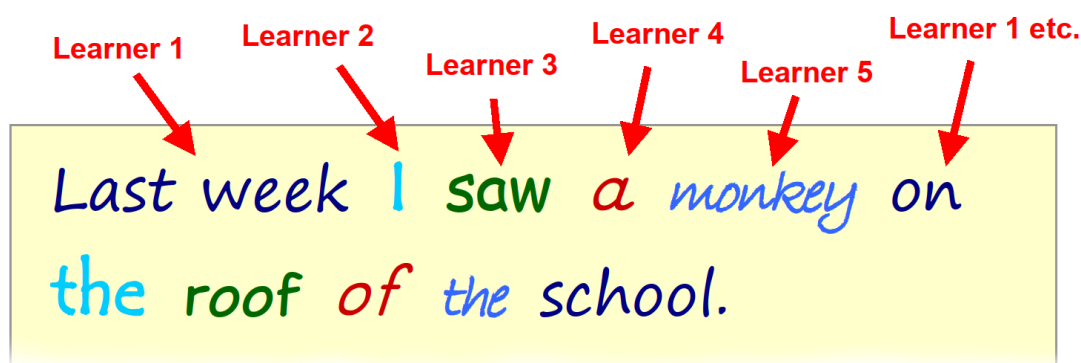 Learner 1 Learner 2 Learner 3 Learner 4 Learner 5 Learner 1 etc.
Last week I saw a monkey on
the roof of the school.